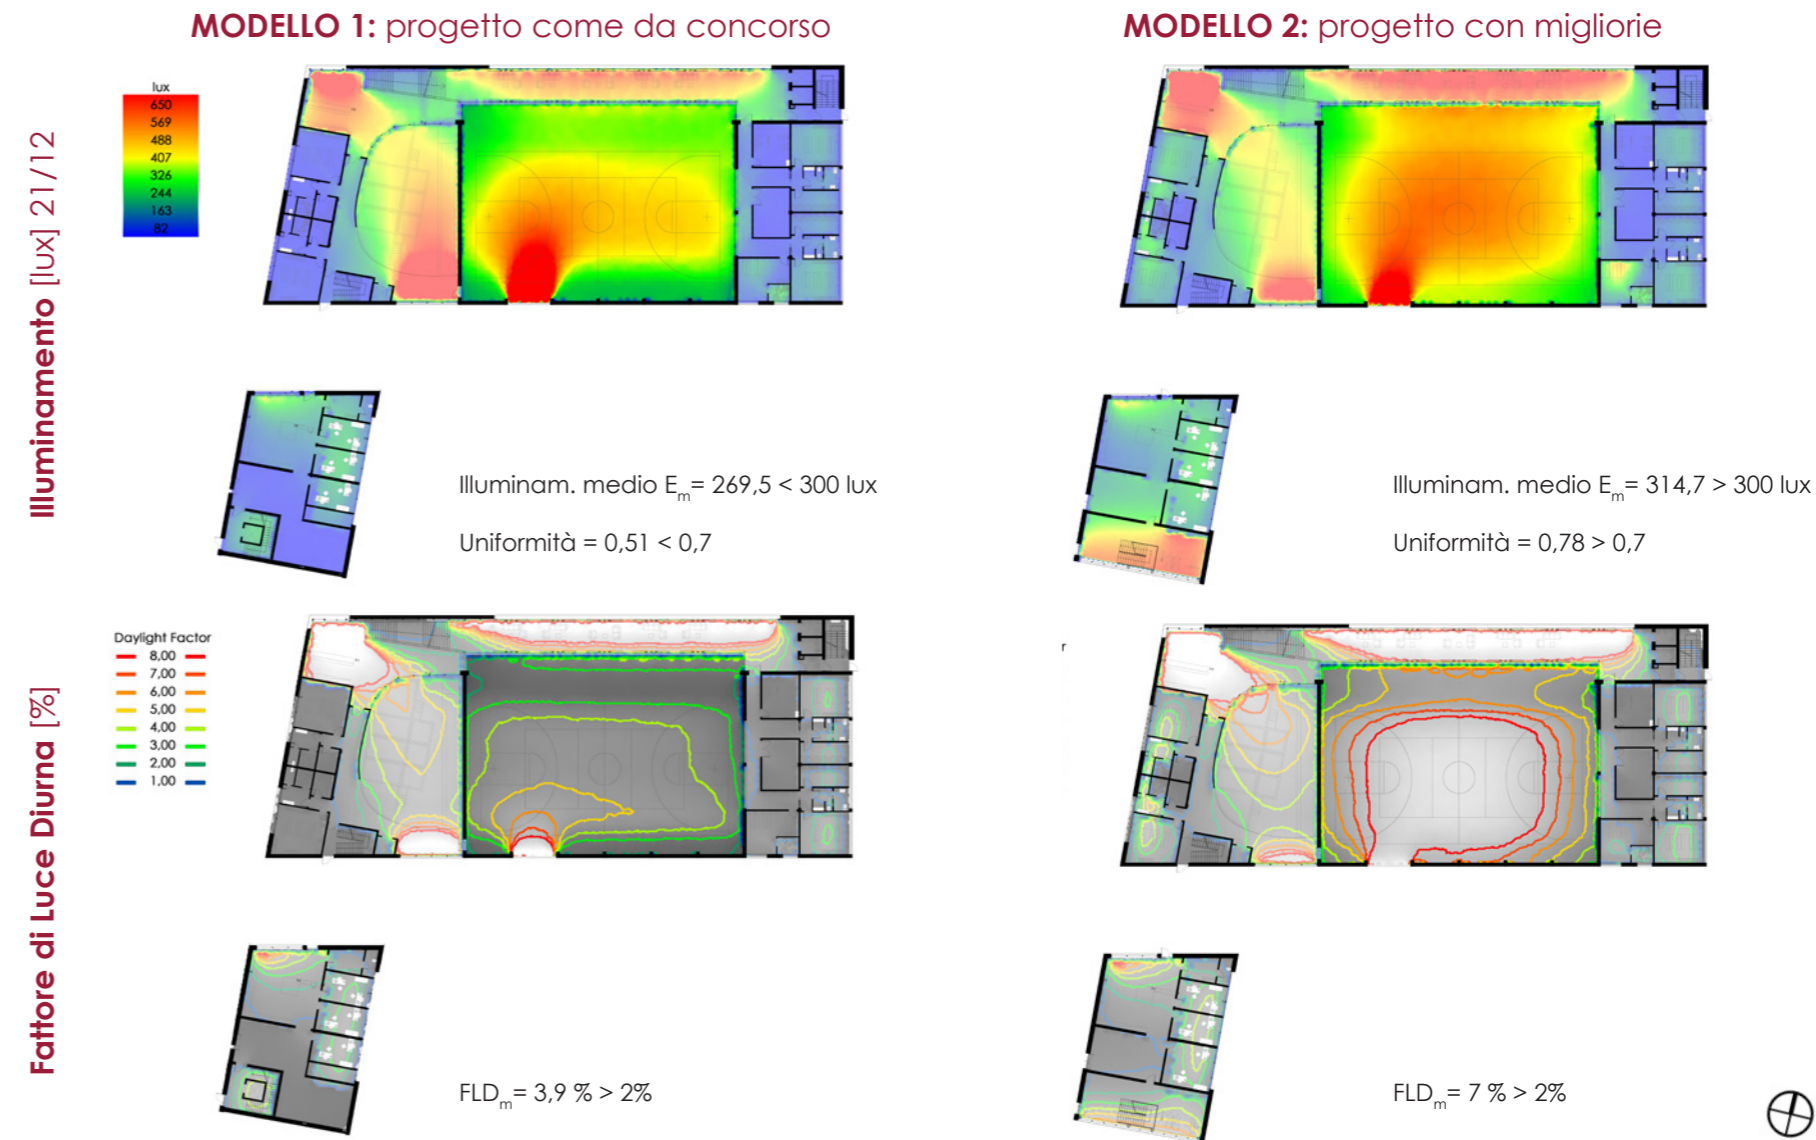 MODELLO 1: progetto come da concorso
MODELLO 2: progetto con migliorie
Illuminamento [lux] 21/12
lux
650
569
488
407
326
244
163
82
Illuminam. medio Em= 269,5 < 300 lux
Uniformità = 0,51 < 0,7
Illuminam. medio Em= 314,7 > 300 lux
Uniformità = 0,78 > 0,7
Fattore di Luce Diurna [%]
Daylight Factor
8,00
7,00
6,00
5,00
4,00
3,00
2,00
1,00
r
FLDm= 3,9 % > 2%
FLDm= 7 % > 2%